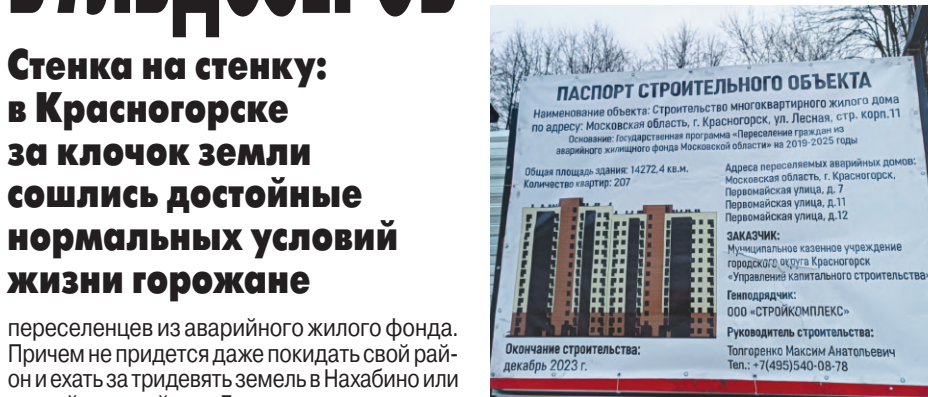 БУЛЬДОЗЕРОВ
Стенка на стенку:
в Красногорске
за клочок земли
сошлись достойные
нормальных условий
жизни горожане
переселенцев из аварийного жилого фонда.
Причем не придется даже покидать свой рай-
он и ехать за тридевять земель в Нахабино или
ПАСПОРТ СТРОИТЕЛЬНОГО ОБЪЕКТА
Наименование объекта: Строительство многоквартирного жилого дома
по адресу: Московская область, г. Красногорск, ул. Лесная, стр. корп.11
Основание: Государственная программа «Переселение граждан из
аварийного жилищного фонда Московской области» на 2019-2025 годы
Общая площадь здания: 14272,4 кв.м.
Количество квартир: 207
Адреса переселяемых аварийных домов:
Московская область, г. Красногорск,
Первомайская улица, д. 7
Первомайская улица, д.11
Первомайская улица, д.12
ЗАКАЗЧИК:
Муниципальное казенное учреждение
городского округа Красногорск
«Управление капитального строительства»
Генподрядчик:
ООО «СТРОЙКОМПЛЕКС»
Руководитель строительства:
Толгоренко Максим Анатольевич
Тел.: +7(495)540-08-78
Окончание строительства:
декабрь 2023 г.